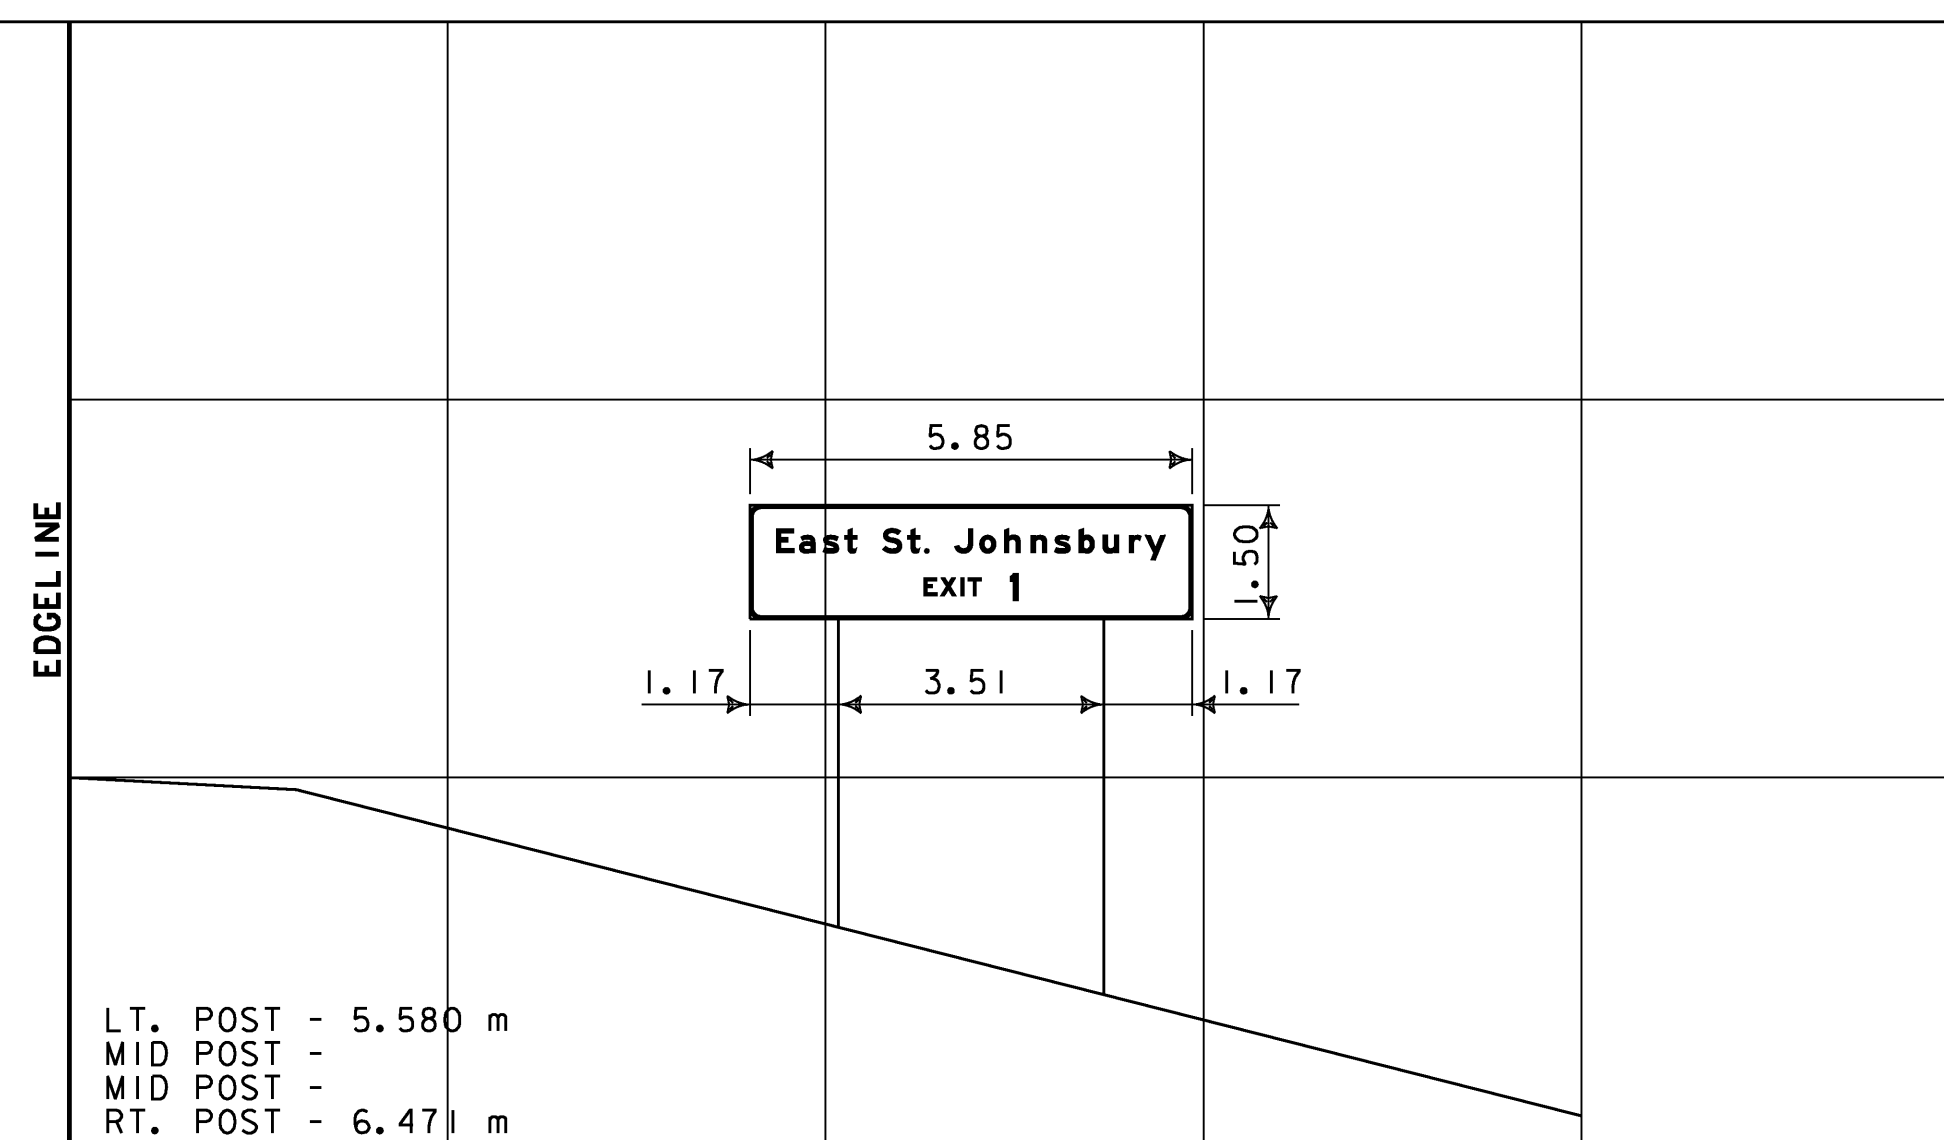 5.85
EDGELINE
East St. Johnsbury
EXIT 1
1.50
1.17 3.51 1.17
LT. POST - 5.580 m
MID POST -
MID POST -
RT. POST - 6.471 m